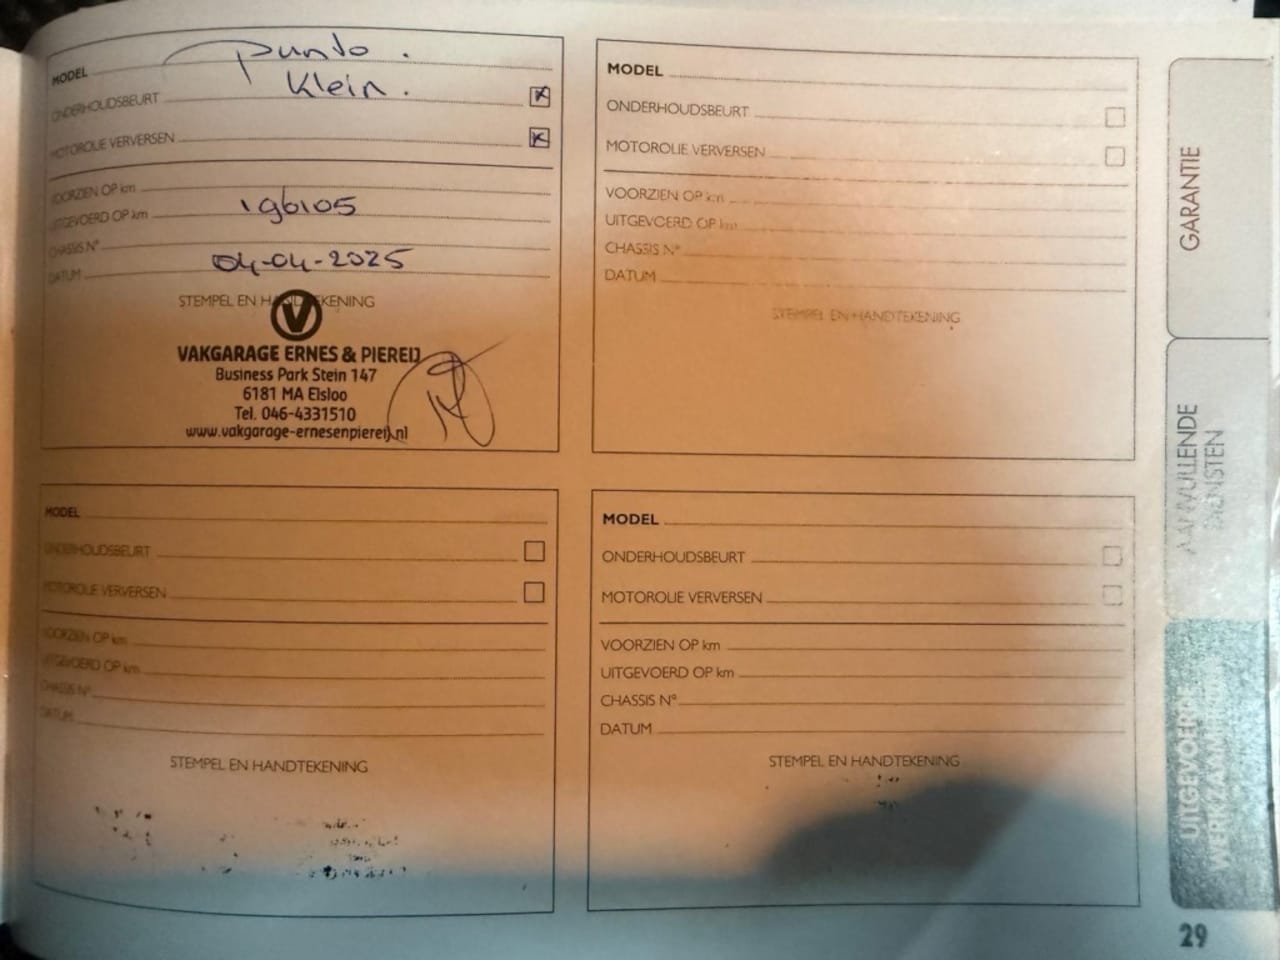 MODEL Punto.
ONDERHOUDSBEURT Klein.
MOTOROLIE VERVERSEN
VOORZIEN OP km
UITGEVOERD OP km 196105
CHASSIS N°
DATUM 04-04-2025
STEMPEL EN HANDTEKENING
V
VAKGARAGE ERNES & PIEREIJ
Business Park Stein 147
6181 MA Elsloo
Tel. 046-4331510
www.vakgarage-ernesenpiereij.nl
MODEL
ONDERHOUDSBEURT
MOTOROLIE VERVERSEN
VOORZIEN OP km
UITGEVOERD OP km
CHASSIS N°
DATUM
STEMPEL EN HANDTEKENING
MODEL
ONDERHOUDSBEURT
MOTOROLIE VERVERSEN
VOORZIEN OP km
UITGEVOERD OP km
CHASSIS N°
DATUM
STEMPEL EN HANDTEKENING
MODEL
ONDERHOUDSBEURT
MOTOROLIE VERVERSEN
VOORZIEN OP km
UITGEVOERD OP km
CHASSIS N°
DATUM
STEMPEL EN HANDTEKENING
GARANTIE
AANVULLENDE
DIENSTEN
UITGEVOERDE
WERKZAAMHEDEN
29